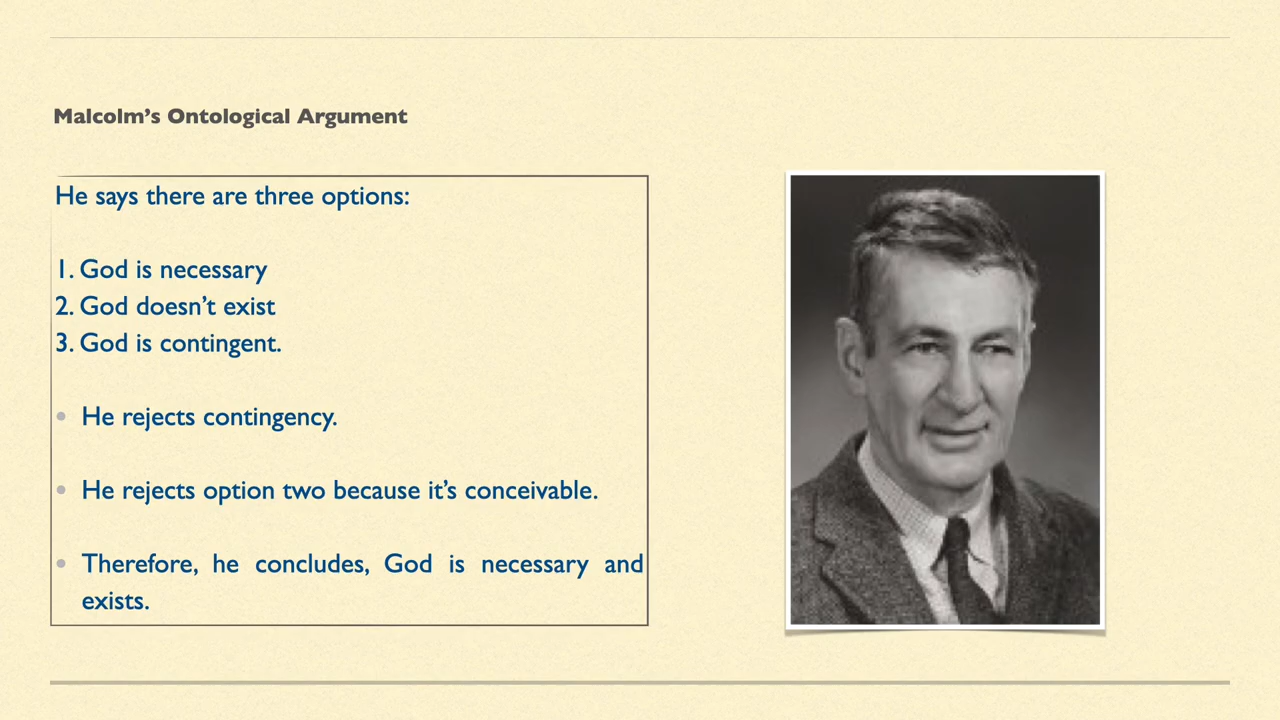 Malcolm’s Ontological Argument
He says there are three options:
1. God is necessary
2. God doesn’t exist
3. God is contingent.
• He rejects contingency.
• He rejects option two because it’s conceivable.
• Therefore, he concludes, God is necessary and
exists.